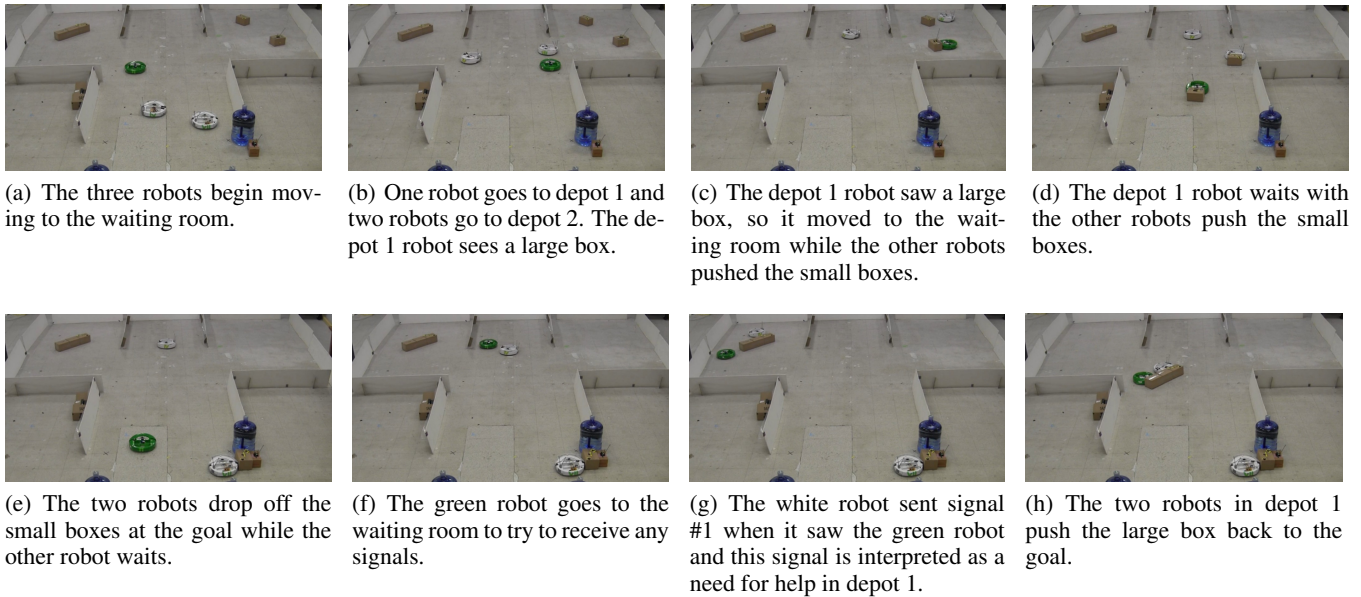 (a) The three robots begin mov-
ing to the waiting room.
(b) One robot goes to depot 1 and
two robots go to depot 2. The de-
pot 1 robot sees a large box.
(c) The depot 1 robot saw a large
box, so it moved to the wait-
ing room while the other robots
pushed the small boxes.
(d) The depot 1 robot waits with
the other robots push the small
boxes.
(e) The two robots drop off the
small boxes at the goal while the
other robot waits.
(f) The green robot goes to the
waiting room to try to receive any
signals.
(g) The white robot sent signal
#1 when it saw the green robot
and this signal is interpreted as a
need for help in depot 1.
(h) The two robots in depot 1
push the large box back to the
goal.